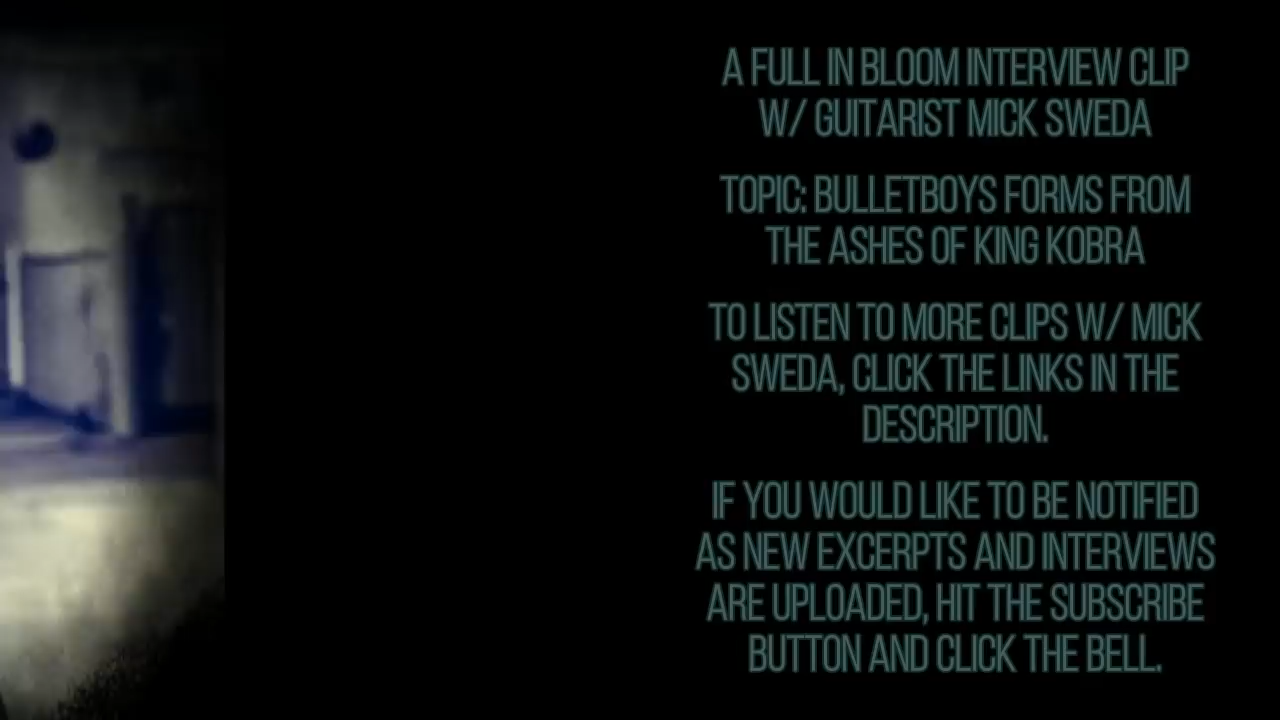 A FULL IN BLOOM INTERVIEW CLIP
W/ GUITARIST MICK SWEDA
TOPIC: BULLETBOYS FORMS FROM
THE ASHES OF KING KOBRA
TO LISTEN TO MORE CLIPS W/ MICK
SWEDA, CLICK THE LINKS IN THE
DESCRIPTION.
IF YOU WOULD LIKE TO BE NOTIFIED
AS NEW EXCERPTS AND INTERVIEWS
ARE UPLOADED, HIT THE SUBSCRIBE
BUTTON AND CLICK THE BELL.